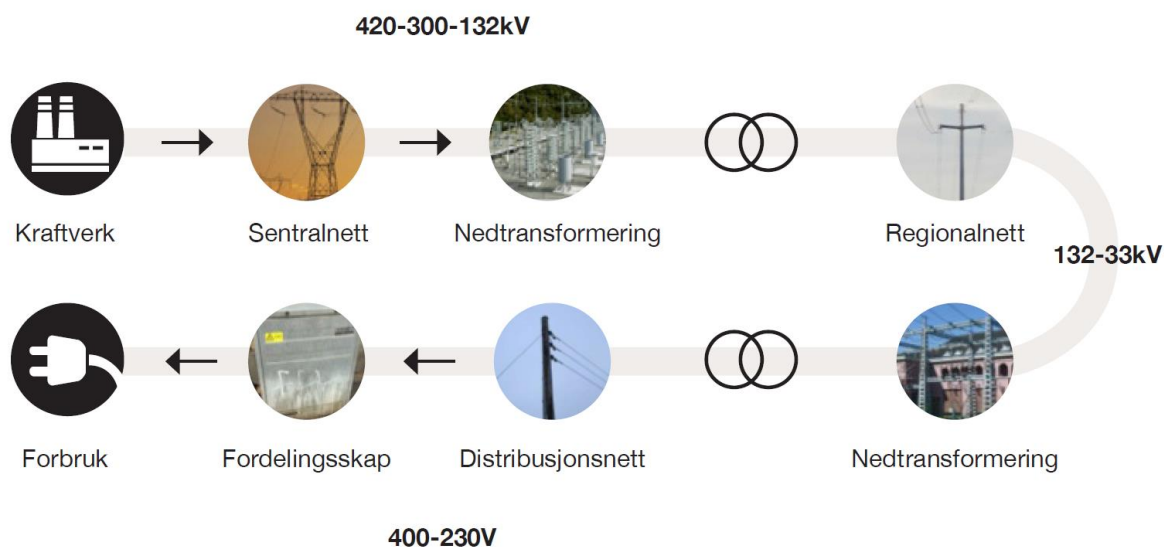 420-300-132kV
Kraftverk
Sentralnett
Nedtransformering
Regionalnett
132-33kV
Forbruk
Fordelingsskap
Distribusjonsnett
Nedtransformering
400-230V